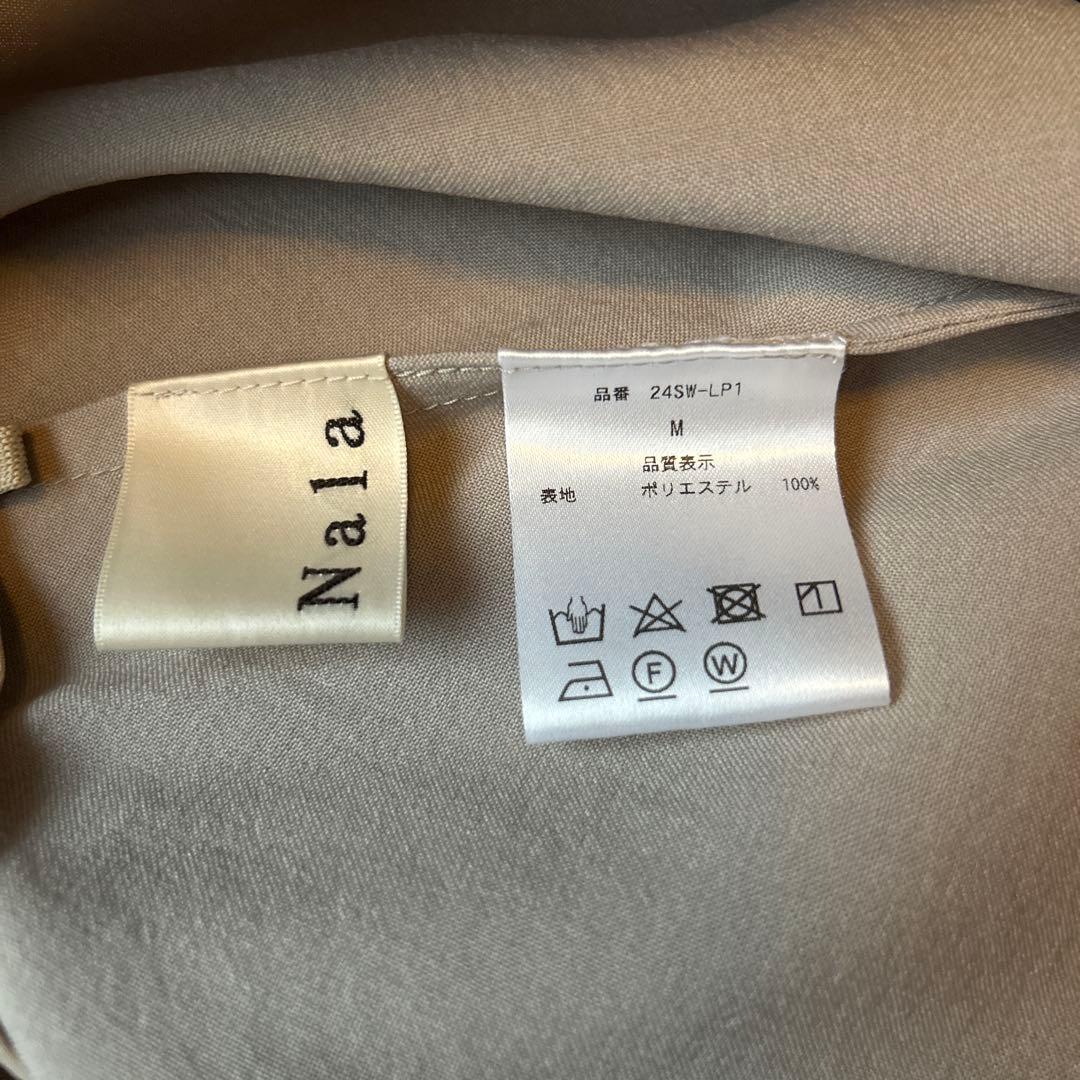 Nala
品番 24SW-LP1
M
品質表示
表地 ポリエステル 100%
F W